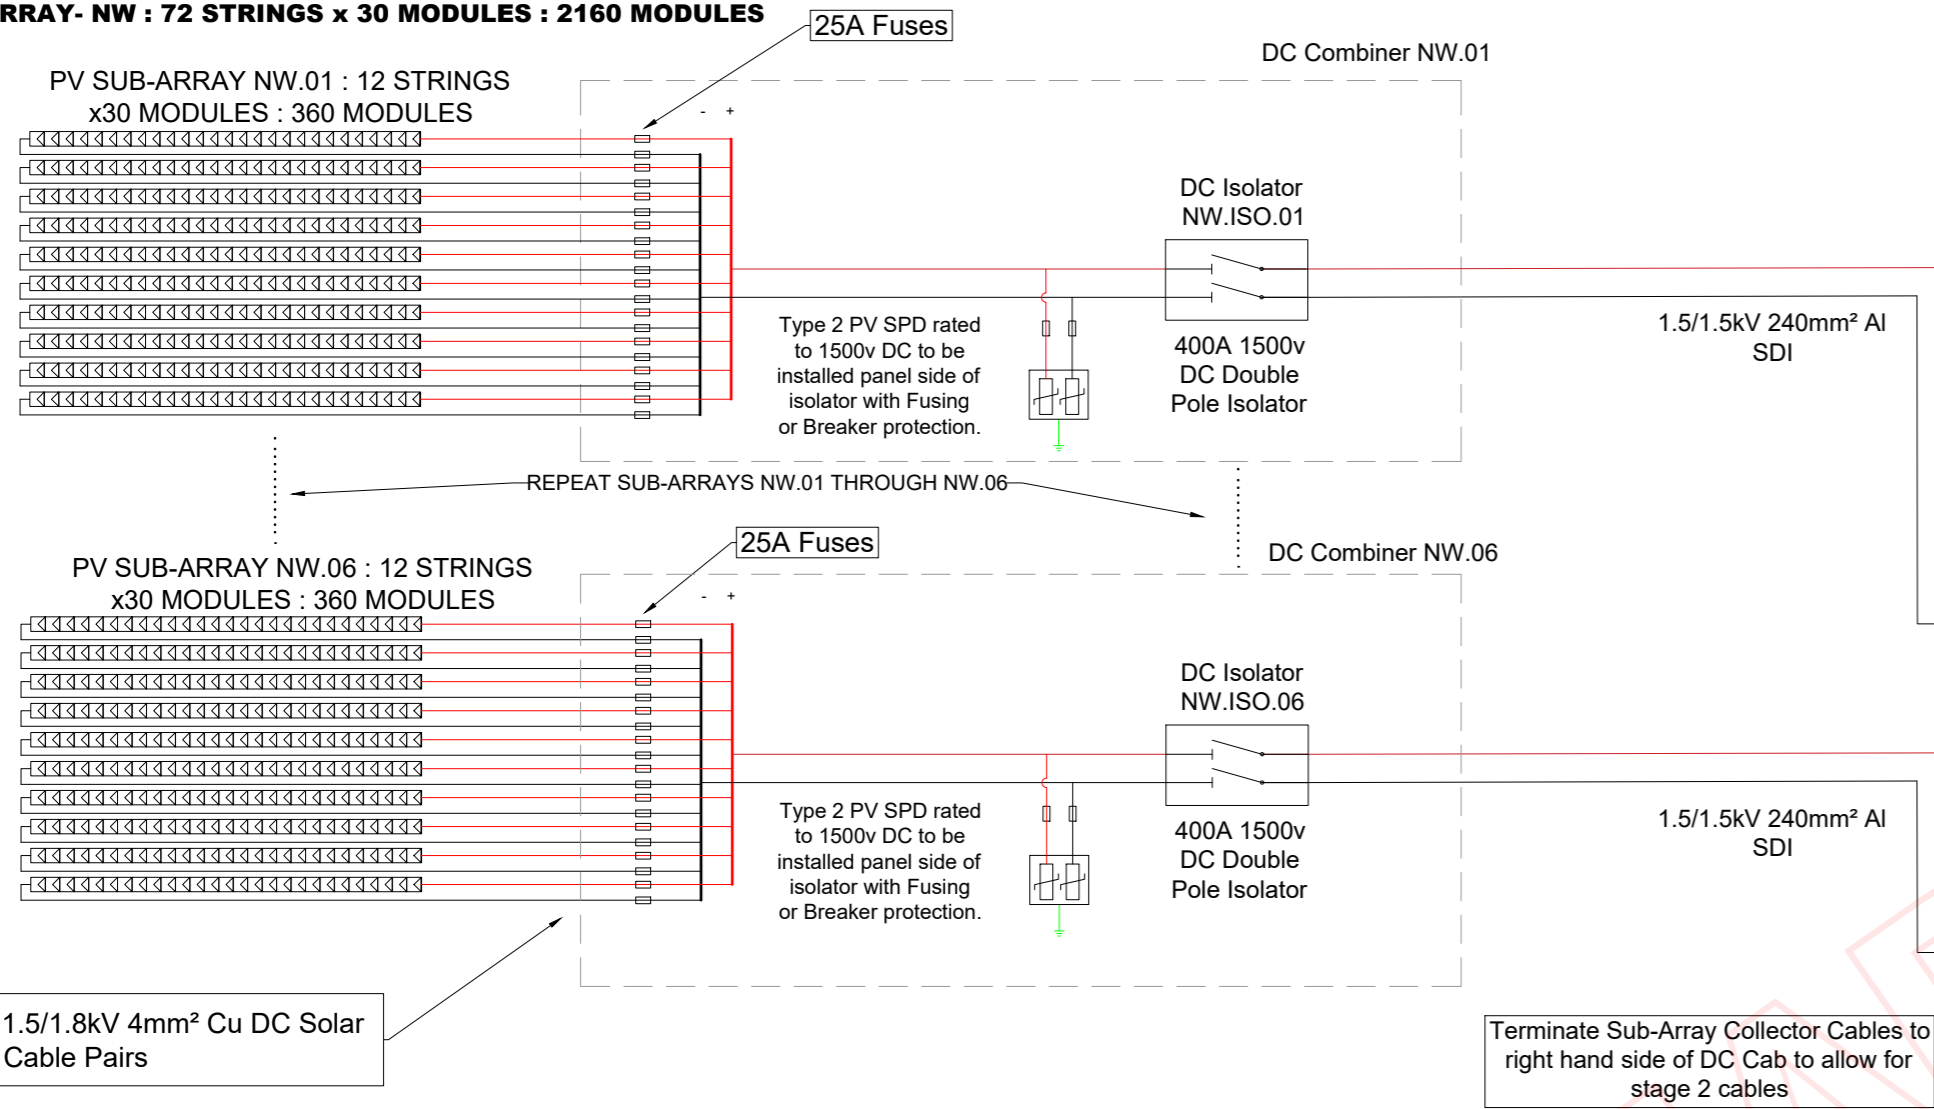 RRAY- NW : 72 STRINGS x 30 MODULES : 2160 MODULES
25A Fuses
DC Combiner NW.01
PV SUB-ARRAY NW.01 : 12 STRINGS
x30 MODULES : 360 MODULES
- +
DC Isolator
NW.ISO.01
Type 2 PV SPD rated
to 1500v DC to be
installed panel side of
isolator with Fusing
or Breaker protection.
400A 1500v
DC Double
Pole Isolator
1.5/1.5kV 240mm² Al
SDI
REPEAT SUB-ARRAYS NW.01 THROUGH NW.06
25A Fuses
DC Combiner NW.06
PV SUB-ARRAY NW.06 : 12 STRINGS
x30 MODULES : 360 MODULES
- +
DC Isolator
NW.ISO.06
Type 2 PV SPD rated
to 1500v DC to be
installed panel side of
isolator with Fusing
or Breaker protection.
400A 1500v
DC Double
Pole Isolator
1.5/1.5kV 240mm² Al
SDI
1.5/1.8kV 4mm² Cu DC Solar
Cable Pairs
Terminate Sub-Array Collector Cables to
right hand side of DC Cab to allow for
stage 2 cables